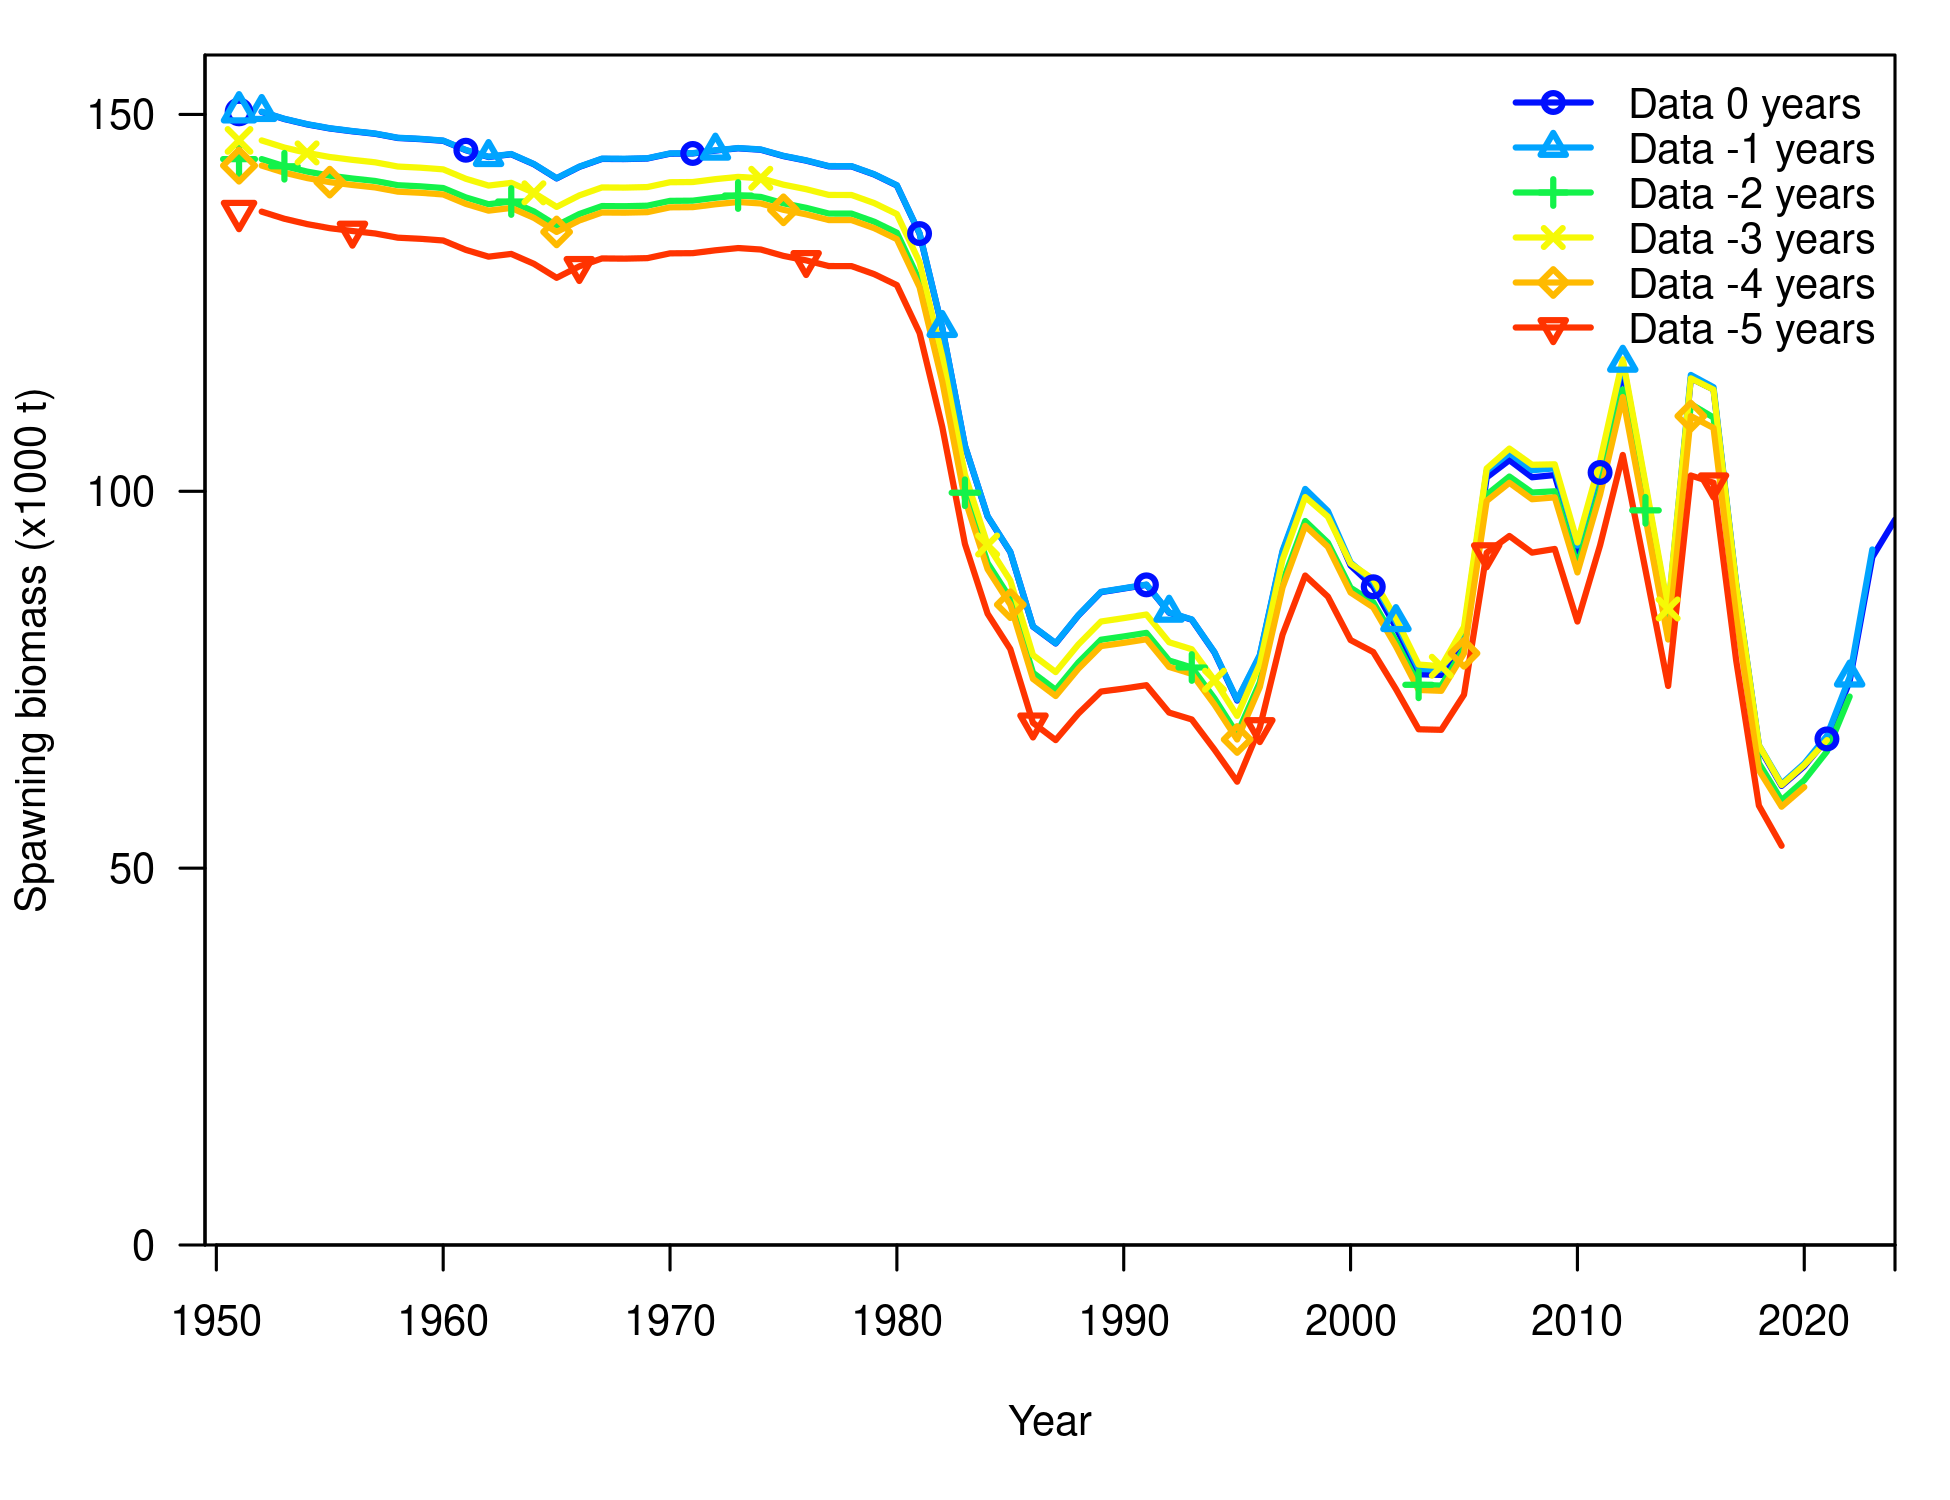 Data 0 years
Data -1 years
Data -2 years
Data -3 years
Data -4 years
Data -5 years
Spawning biomass (x1000 t)
150
100
50
0
1950 1960 1970 1980 1990 2000 2010 2020
Year